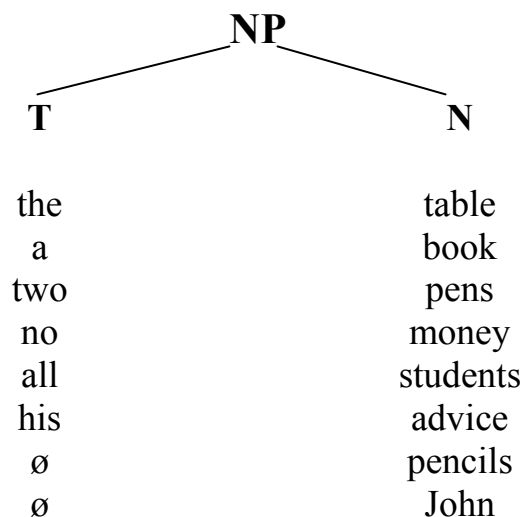 NP
T N
the table
a book
two pens
no money
all students
his advice
ø pencils
ø John